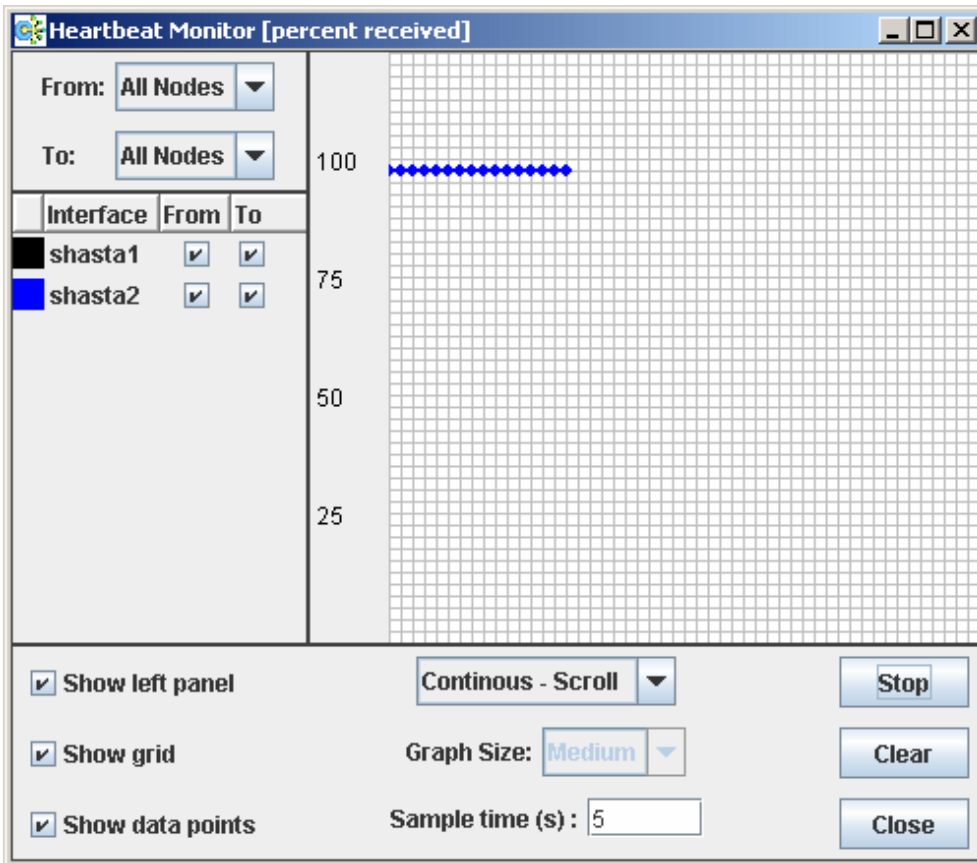 Heartbeat Monitor [percent received]
From: All Nodes
To: All Nodes
Interface From To
shasta1
shasta2
100
75
50
25
Show left panel
Continous - Scroll
Stop
Show grid
Graph Size: Medium
Clear
Show data points
Sample time (s) : 5
Close